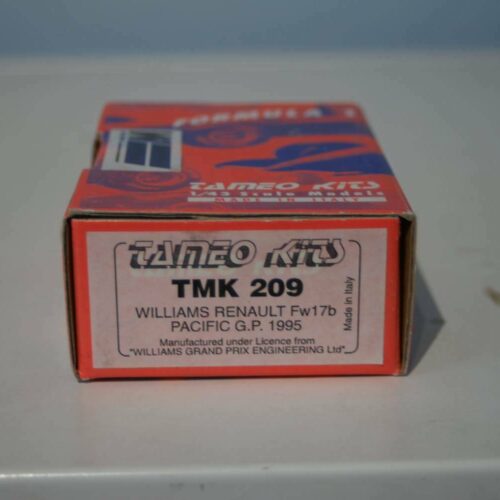 FORMULA 1
TAMEO KITS
1/43 Scale Models
MADE IN ITALY
TAMEO KITS
TMK 209
WILLIAMS RENAULT Fw17b
PACIFIC G.P. 1995
Manufactured under Licence from
"WILLIAMS GRAND PRIX ENGINEERING Ltd"
Made in Italy